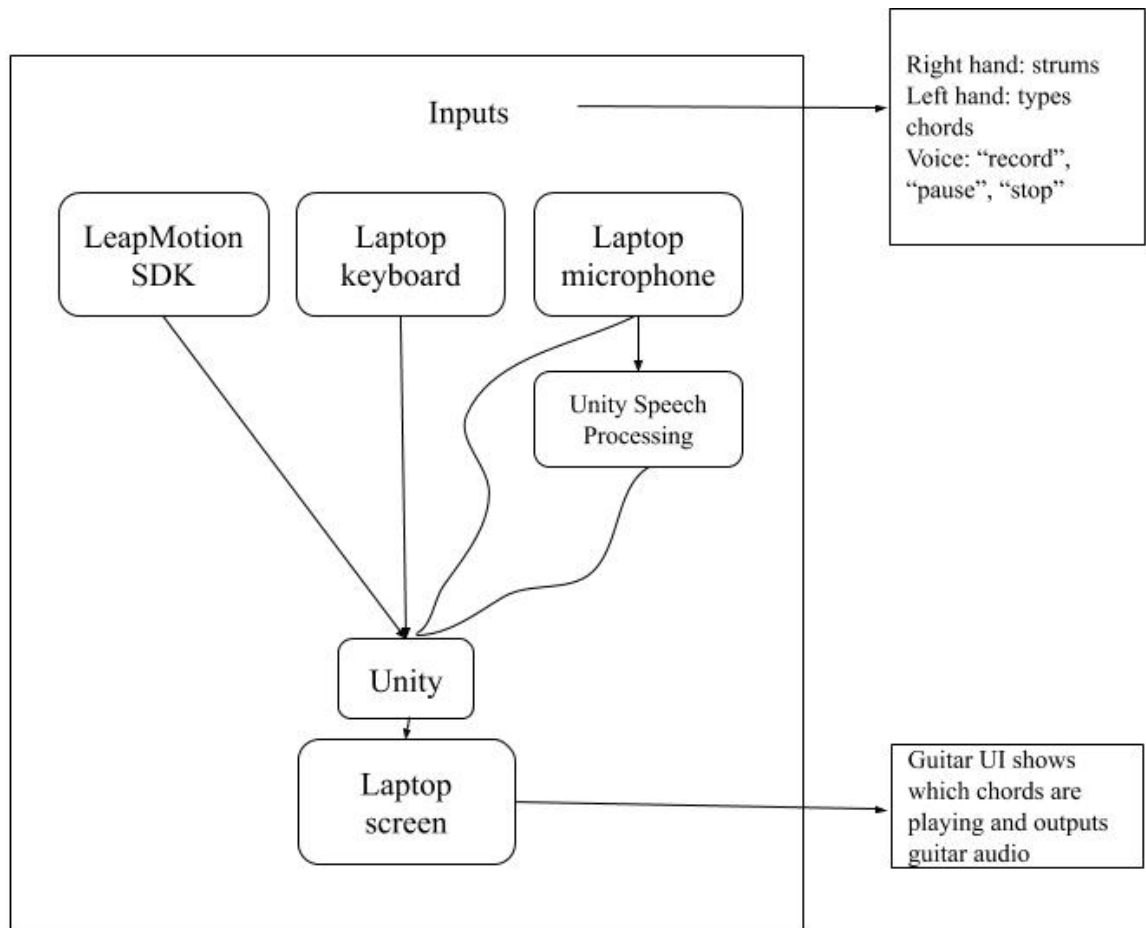 Right hand: strums
Left hand: types
chords
Voice: “record”,
“pause”, “stop”
Inputs
LeapMotion
SDK
Laptop
keyboard
Laptop
microphone
Unity Speech
Processing
Unity
Laptop
screen
Guitar UI shows
which chords are
playing and outputs
guitar audio